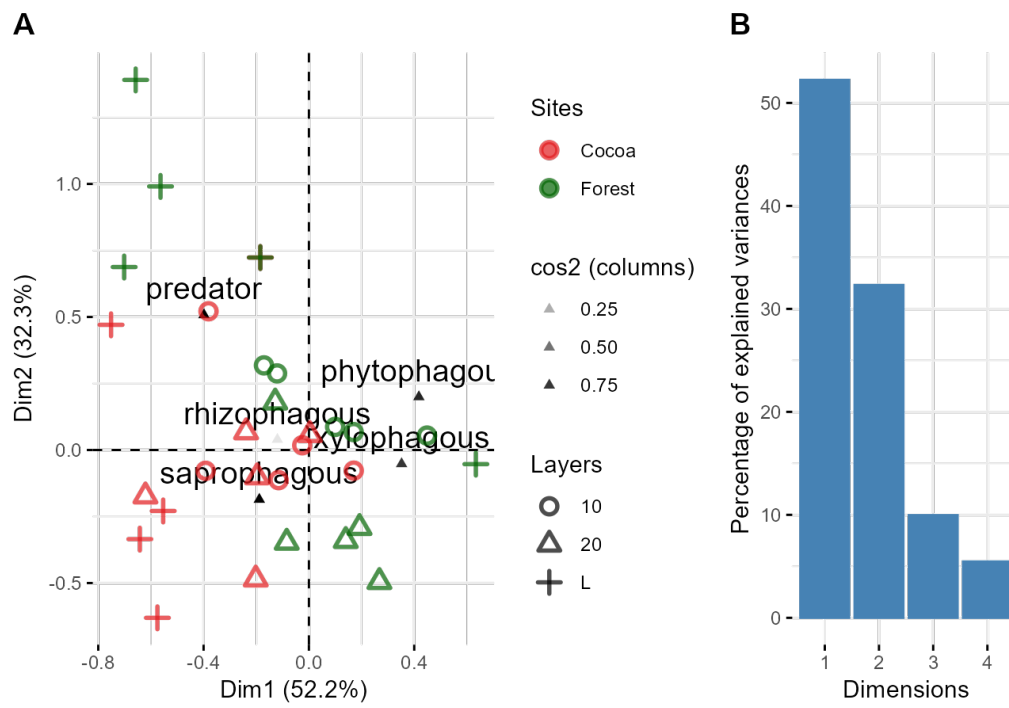 A
B
predator
phytophagou
rhizophagous
xylophagous
saprophagous
1.0
0.5
0.0
-0.5
-0.8
-0.4
0.0
0.4
Dim2 (32.3%)
Dim1 (52.2%)
Sites
Cocoa
Forest
cos2 (columns)
0.25
0.50
0.75
Layers
10
20
L
Percentage of explained variances
50
40
30
20
10
0
1
2
3
4
Dimensions